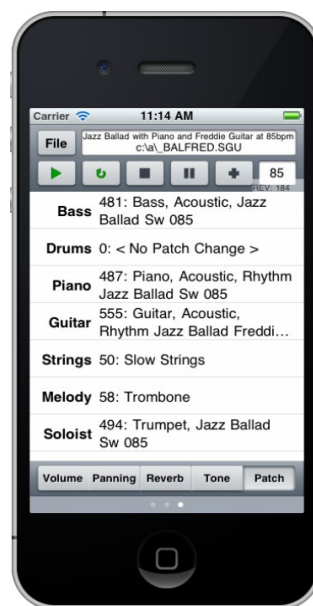 Carrier 11:14 AM
File
Jazz Ballad with Piano and Freddie Guitar at 85bpm
c:\a\_BALFRED.SGU
85
REV: 184
Bass 481: Bass, Acoustic, Jazz
Ballad Sw 085
Drums 0: < No Patch Change >
Piano 487: Piano, Acoustic, Rhythm
Jazz Ballad Sw 085
Guitar 555: Guitar, Acoustic,
Rhythm Jazz Ballad Freddi...
Strings 50: Slow Strings
Melody 58: Trombone
Soloist 494: Trumpet, Jazz Ballad
Sw 085
Volume Panning Reverb Tone Patch